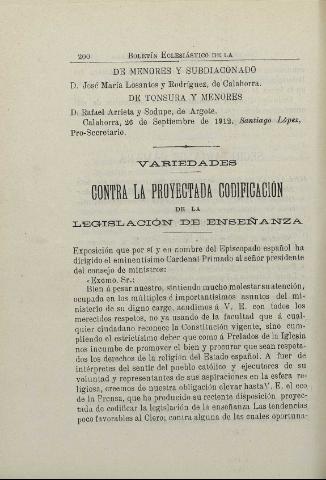 200 BOLETÍN ECLESIÁSTICO DE LA
DE MENORES Y SUBDIACONADO
D. José María Losantos y Rodríguez, de Calahorra.
DE TONSURA Y MENORES
D. Rafael Arrieta y Sodupe, de Argote.
Calahorra, 26 de Septiembre de 1912. Santiago López,
Pro-Secretario.
VARIEDADES
CONTRA LA PROYECTADA CODIFICACIÓN
DE LA
LEGISLACIÓN DE ENSEÑANZA
Exposición que por sí y en nombre del Episcopado español ha
dirigido el eminentísimo Cardenal Primado al señor presidente
del consejo de ministros:
«Excmo. Sr.:
Bien á pesar nuestro, sintiendo mucho molestar su atención,
ocupada en los múltiples é importantísimos asuntos del mi-
nisterio de su digno cargo, acudimos á V. E. con todos los
merecidos respetos, no ya usando de la facultad que á cual-
quier ciudadano reconoce la Constitución vigente, sino cum-
pliendo el estrictísimo deber que como á Prelados de la Iglesia
nos incumbe de promover el bien y procurar que sean respeta-
dos los derechos de la religión del Estado español. A fuer de
intérpretes del sentir del pueblo católico y ejecutores de su
voluntad y representantes de sus aspiraciones en la esfera re-
ligiosa, creemos de nuestra obligación elevar hasta V. E. el eco
de la Prensa, que ha producido su reciente disposición proyec-
tada de codificar la legislación de la enseñanza Las tendencias
poco favorables al Clero; contra alguna de las cuales oportuna-